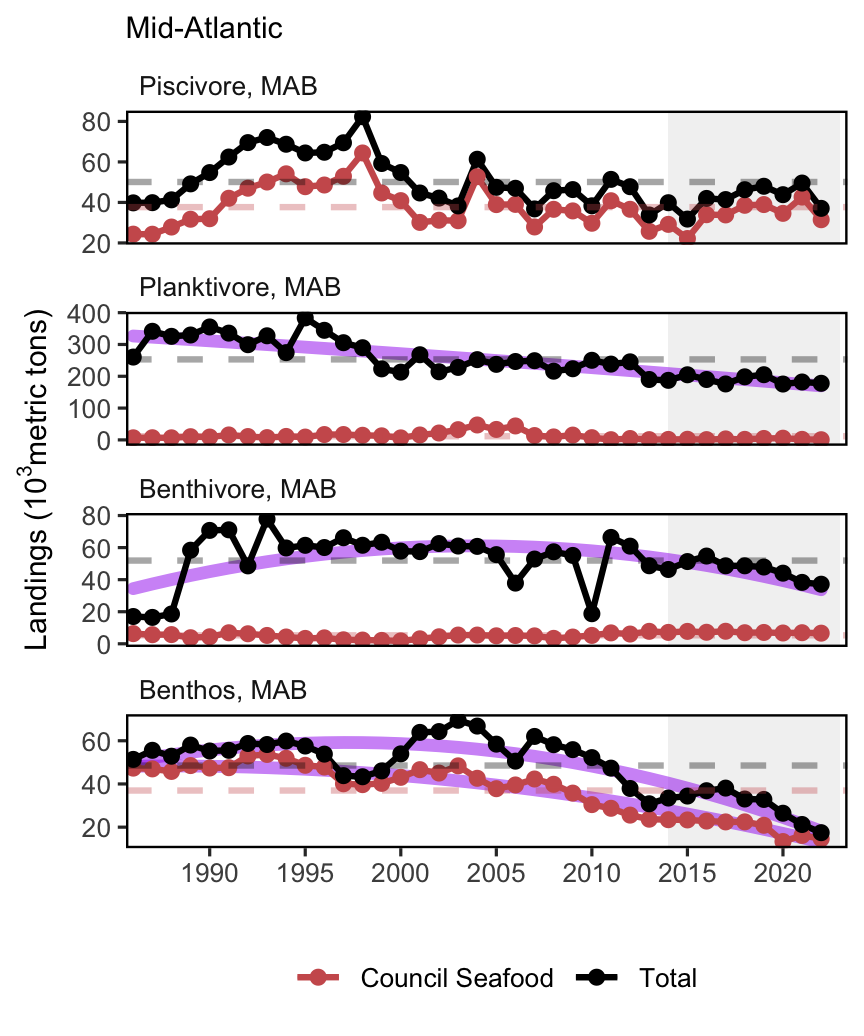 Mid-Atlantic
Piscivore, MAB
80
60
40
20
Planktivore, MAB
400
300
200
100
0
Landings (10³metric tons)
Benthivore, MAB
80
60
40
20
0
Benthos, MAB
60
40
20
1990 1995 2000 2005 2010 2015 2020
Council Seafood Total